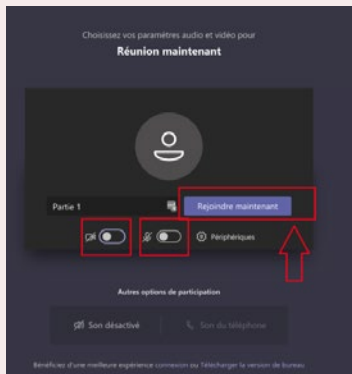 Choisissez vos paramètres audio et vidéo pour
Réunion maintenant
Partie 1
Rejoindre maintenant
Périphériques
Autres options de participation
Son désactivé
Son du téléphone
Bénéficiez d'une meilleure expérience connexion ou Télécharger la version de bureau